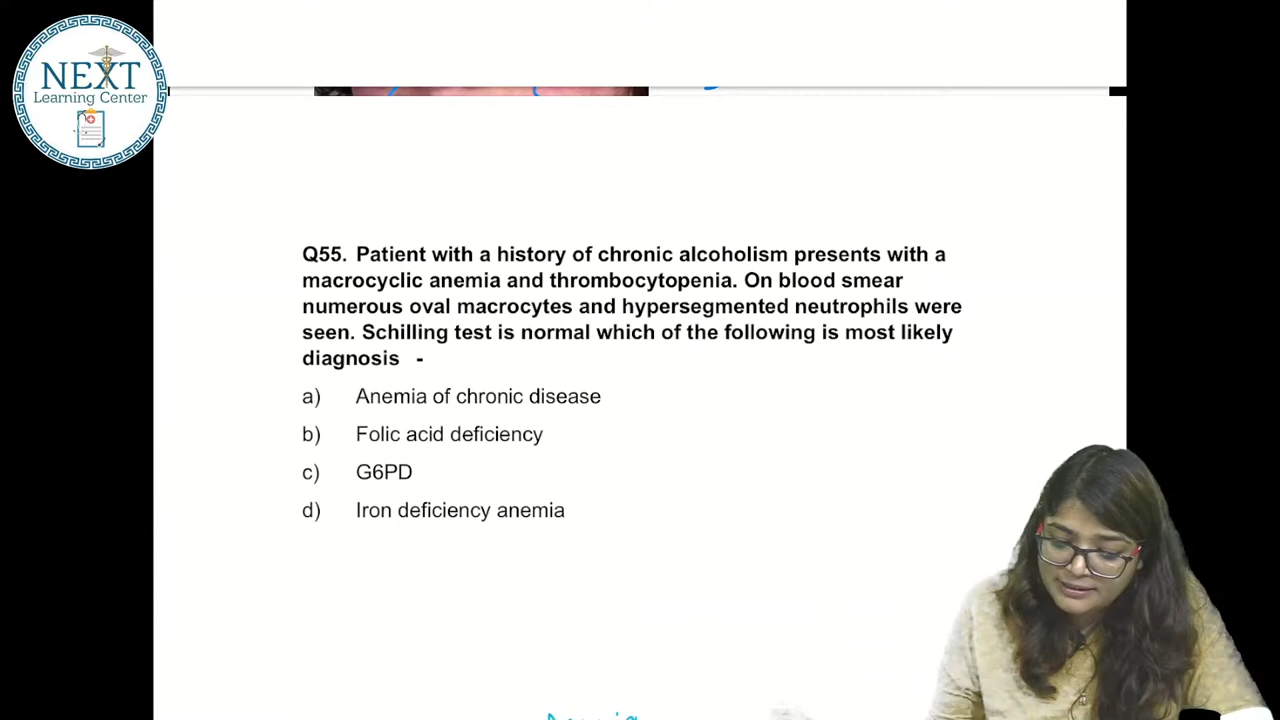 NEXT
Learning Center
Q55. Patient with a history of chronic alcoholism presents with a
macrocyclic anemia and thrombocytopenia. On blood smear
numerous oval macrocytes and hypersegmented neutrophils were
seen. Schilling test is normal which of the following is most likely
diagnosis -
a) Anemia of chronic disease
b) Folic acid deficiency
c) G6PD
d) Iron deficiency anemia